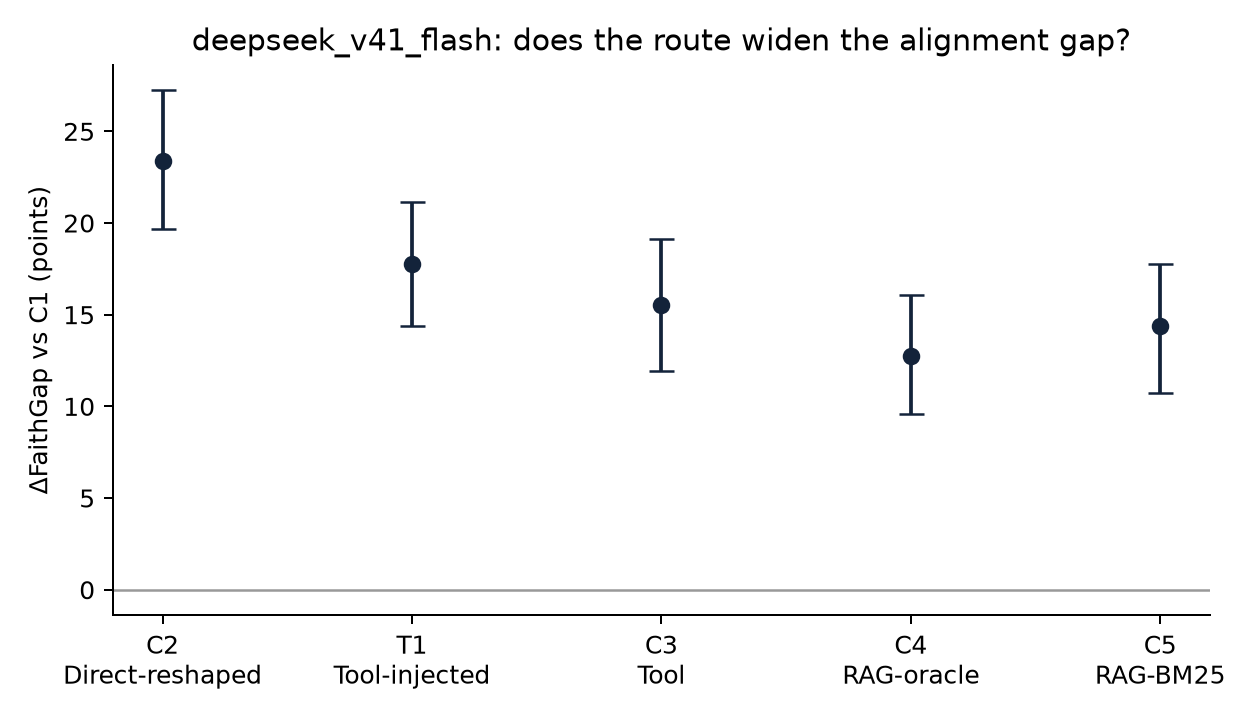 deepseek_v41_flash: does the route widen the alignment gap?
ΔFaithGap vs C1 (points)
25
20
15
10
5
0
C2 T1 C3 C4 C5
Direct-reshaped Tool-injected Tool RAG-oracle RAG-BM25